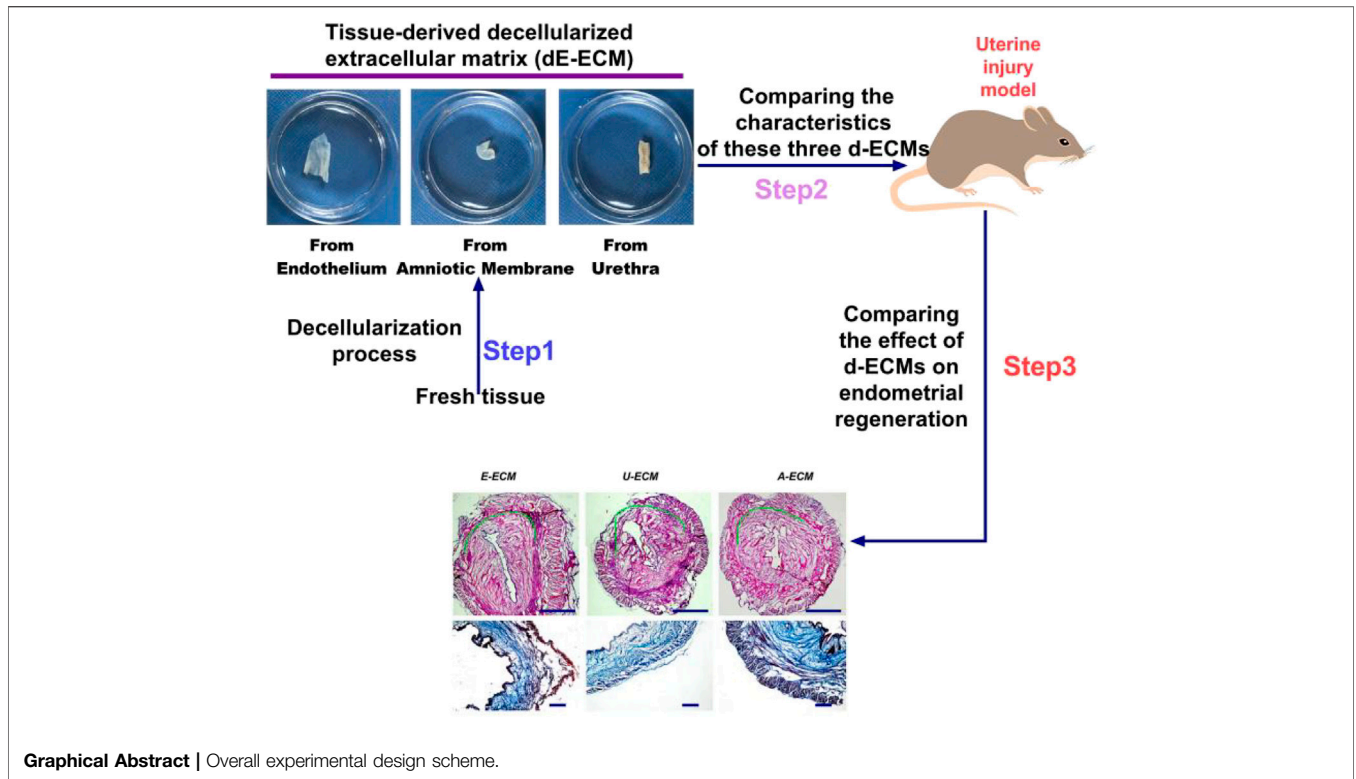 Tissue-derived decellularized
extracellular matrix (dE-ECM)
From
Endothelium
From
Amniotic Membrane
From
Urethra
Decellularization
process
Step1
Fresh tissue
Comparing the
characteristics
of these three d-ECMs
Step2
Uterine
injury
model
Comparing
the effect of
d-ECMs on
endometrial
regeneration
Step3
E-ECM
U-ECM
A-ECM
Graphical Abstract | Overall experimental design scheme.